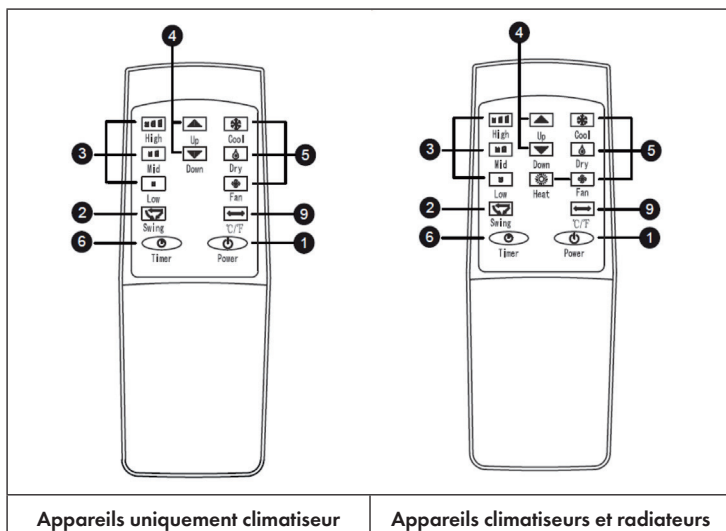 4
High
Up
Cool
3
5
Mid
Down
Dry
Low
Fan
2
9
Swing
℃/℉
6
1
Timer
Power
4
High
Up
Cool
3
5
Mid
Down
Dry
Low
Heat
Fan
2
9
Swing
℃/℉
6
1
Timer
Power
Appareils uniquement climatiseur
Appareils climatiseurs et radiateurs